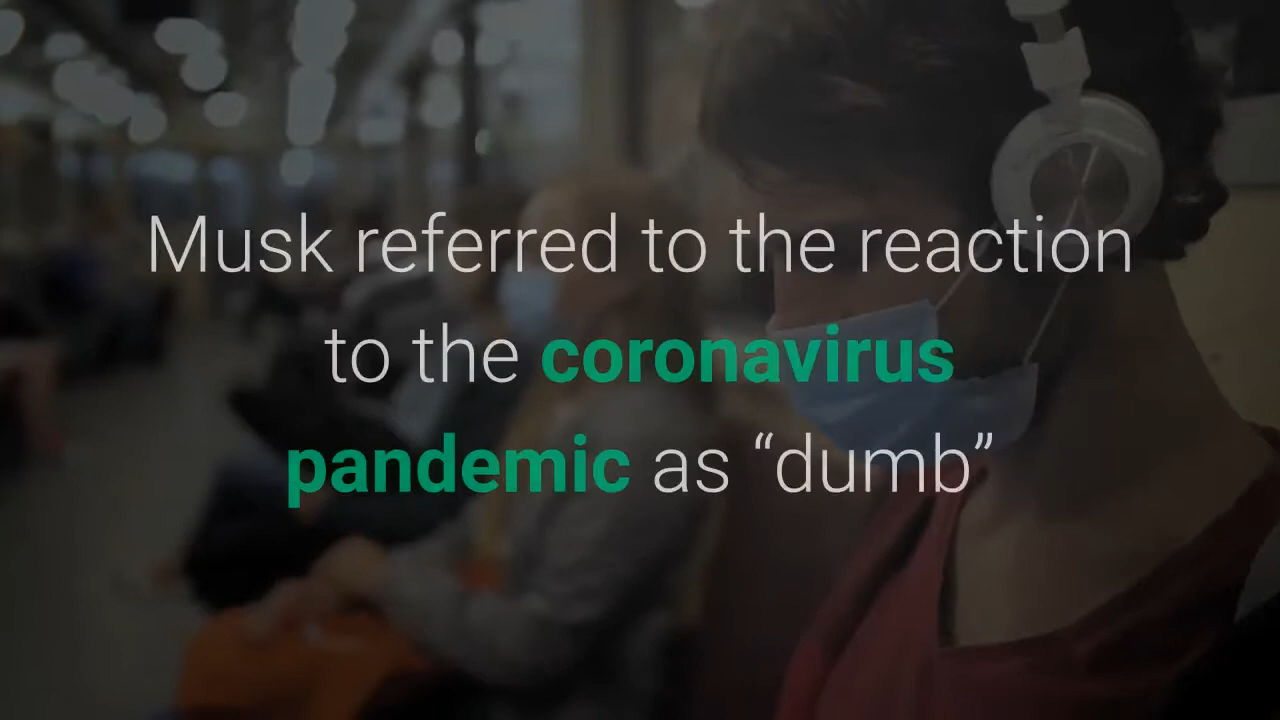 Musk referred to the reaction
to the coronavirus
pandemic as “dumb”